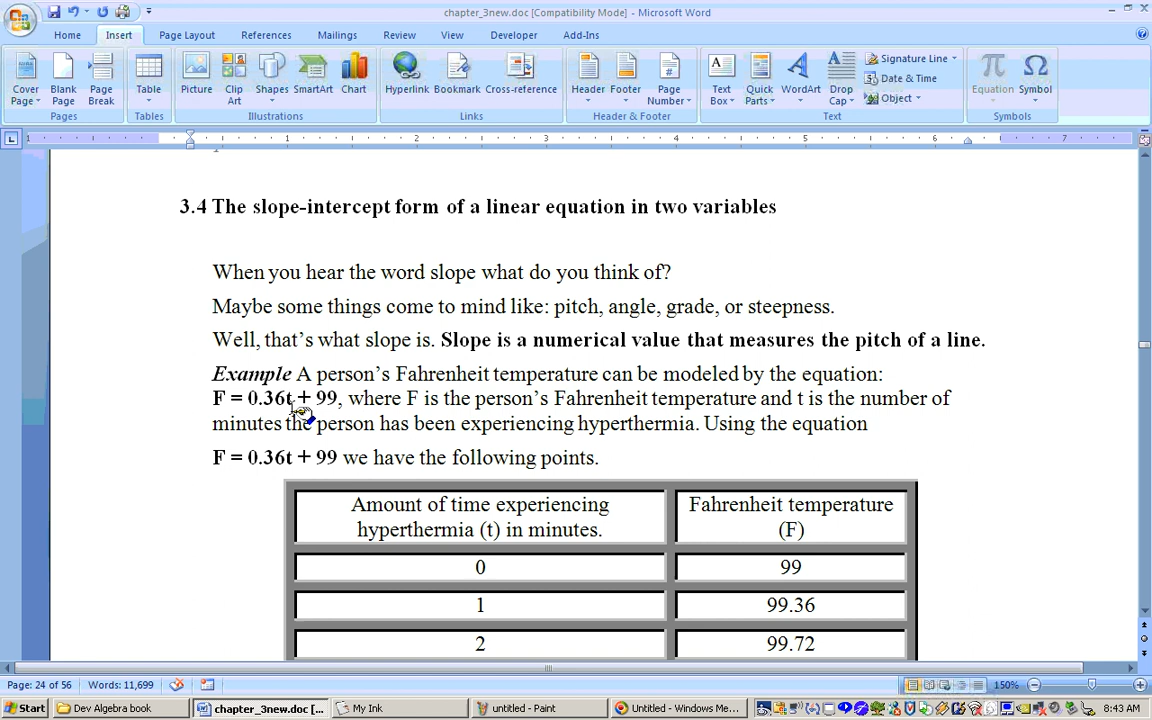 chapter_3new.doc [Compatibility Mode] - Microsoft Word
Home Insert Page Layout References Mailings Review View Developer Add-Ins
Cover Page Blank Page Page Break Table Picture Clip Art Shapes SmartArt Chart Hyperlink Bookmark Cross-reference Header Footer Page Number Text Box Quick Parts WordArt Drop Cap Signature Line Date & Time Object Equation Symbol
Pages Tables Illustrations Links Header & Footer Text Symbols
1 1 2 3 4 5 6 7
3.4 The slope-intercept form of a linear equation in two variables
When you hear the word slope what do you think of?
Maybe some things come to mind like: pitch, angle, grade, or steepness.
Well, that's what slope is. Slope is a numerical value that measures the pitch of a line.
Example A person's Fahrenheit temperature can be modeled by the equation:
F = 0.36t + 99, where F is the person's Fahrenheit temperature and t is the number of
minutes the person has been experiencing hyperthermia. Using the equation
F = 0.36t + 99 we have the following points.
Amount of time experiencing hyperthermia (t) in minutes. Fahrenheit temperature (F)
0 99
1 99.36
2 99.72
Page: 24 of 56 Words: 11,699 150%
Start Dev Algebra book chapter_3new.doc [... My Ink untitled - Paint Untitled - Windows Me... 8:43 AM